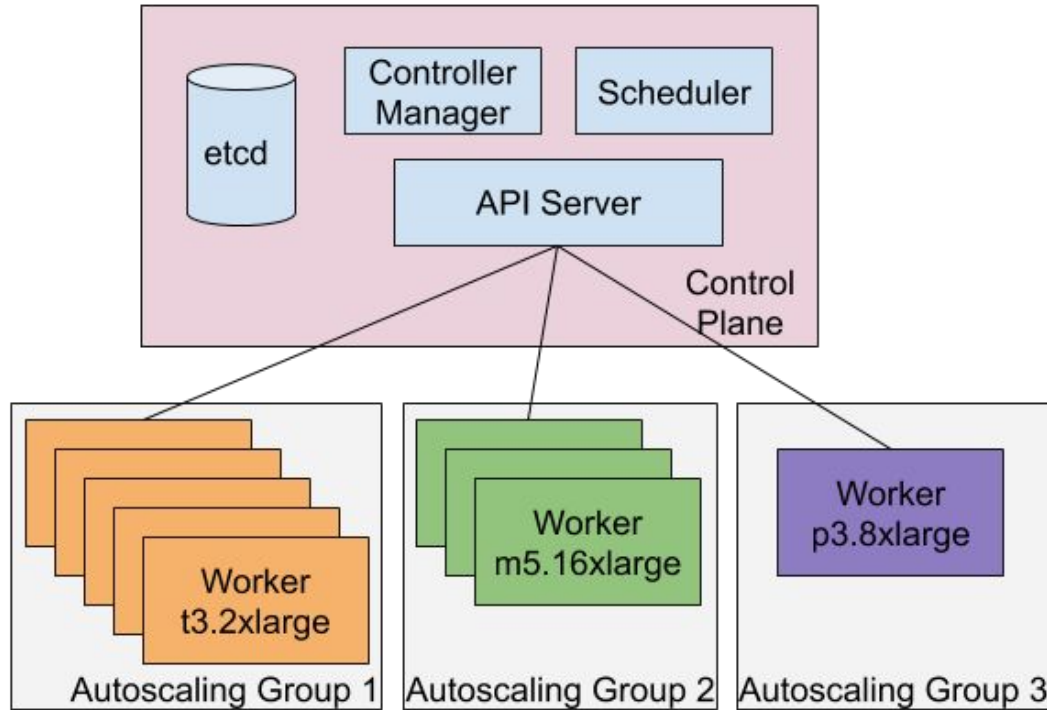 etcd
Controller
Manager
Scheduler
API Server
Control
Plane
Worker
t3.2xlarge
Autoscaling Group 1
Worker
m5.16xlarge
Autoscaling Group 2
Worker
p3.8xlarge
Autoscaling Group 3